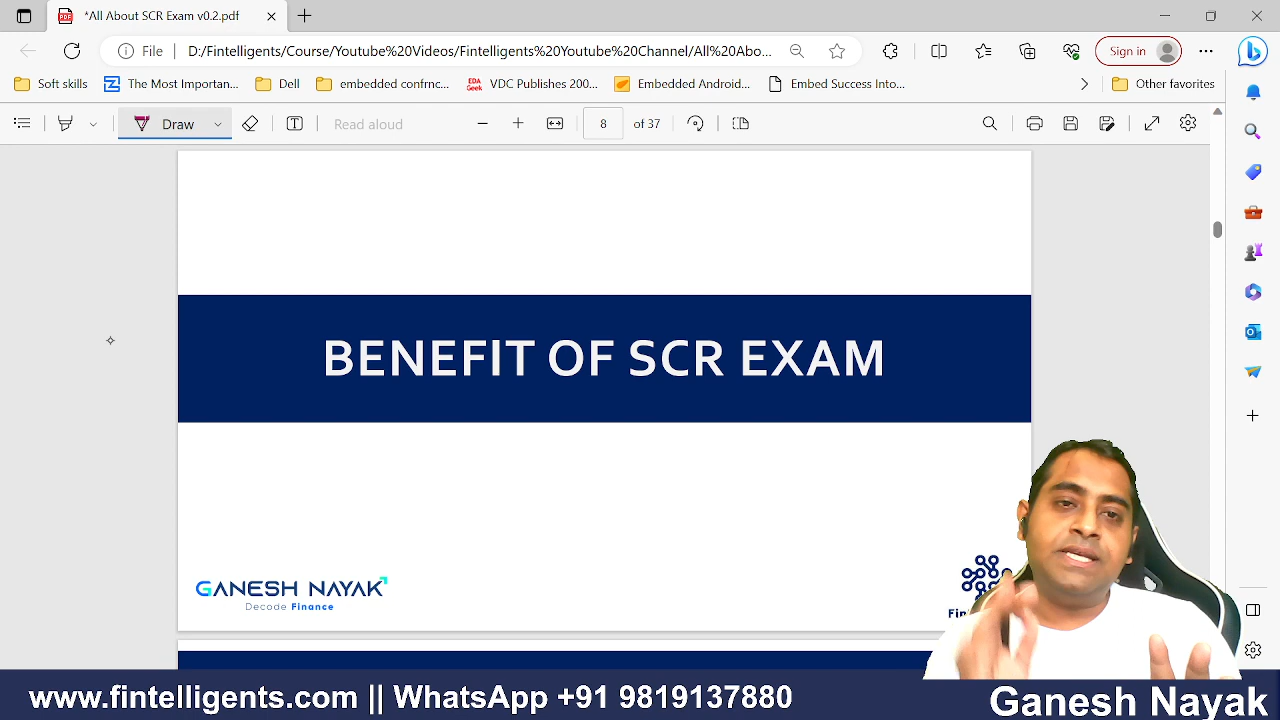 *All About SCR Exam v0.2.pdf
File
D:/Fintelligents/Course/Youtube%20Videos/Fintelligents%20Youtube%20Channel/All%20Abo...
Sign in
Soft skills
The Most Importan...
Dell
embedded confrnc...
EDA
Geek
VDC Publishes 200...
Embedded Android...
Embed Success Into...
Other favorites
Draw
Read aloud
8
of 37
BENEFIT OF SCR EXAM
GANESH NAYAK
Decode Finance
www.fintelligents.com || WhatsApp +91 9819137880
Ganesh Nayak